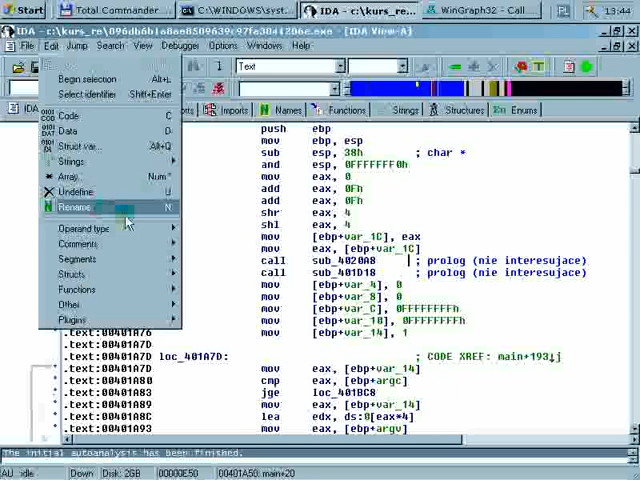 Start
Total Commander...
C:\WINDOWS\syst...
IDA - c:\kurs_re...
WinGraph32 - Call
13:44
File Edit Jump Search View Debugger Options Windows Help
Text
Imports
N Names
Functions
Strings
Structures
En Enums
Begin selection Alt+L
Select identifier Shift+Enter
Code C
Data D
Struct var... Alt+Q
Strings
Array... Num*
Undefine U
Rename N
Operand type
Comments
Segments
Structs
Functions
Other
Plugins
push ebp
mov ebp, esp
sub esp, 38h ; char *
and esp, 0FFFFFFF0h
mov eax, 0
add eax, 0Fh
add eax, 0Fh
shr eax, 4
shl eax, 4
mov [ebp+var_1C], eax
mov eax, [ebp+var_1C]
call sub_4020A8 ; prolog (nie interesujace)
call sub_401D18 ; prolog (nie interesujace)
mov [ebp+var_4], 0
mov [ebp+var_8], 0
mov [ebp+var_C], 0FFFFFFFFh
mov [ebp+var_10], 0FFFFFFFFh
.text:00401A76 mov [ebp+var_14], 1
.text:00401A7D
.text:00401A7D loc_401A7D: ; CODE XREF: main+193↓j
.text:00401A7D mov eax, [ebp+var_14]
.text:00401A80 cmp eax, [ebp+argc]
.text:00401A83 jge loc_401BC8
.text:00401A89 mov eax, [ebp+var_14]
.text:00401A8C lea edx, ds:0[eax*4]
.text:00401A93 mov eax, [ebp+argv]
The initial autoanalysis has been finished.
AU: idle Down Disk: 2GB 00000E50 00401A50: main+20